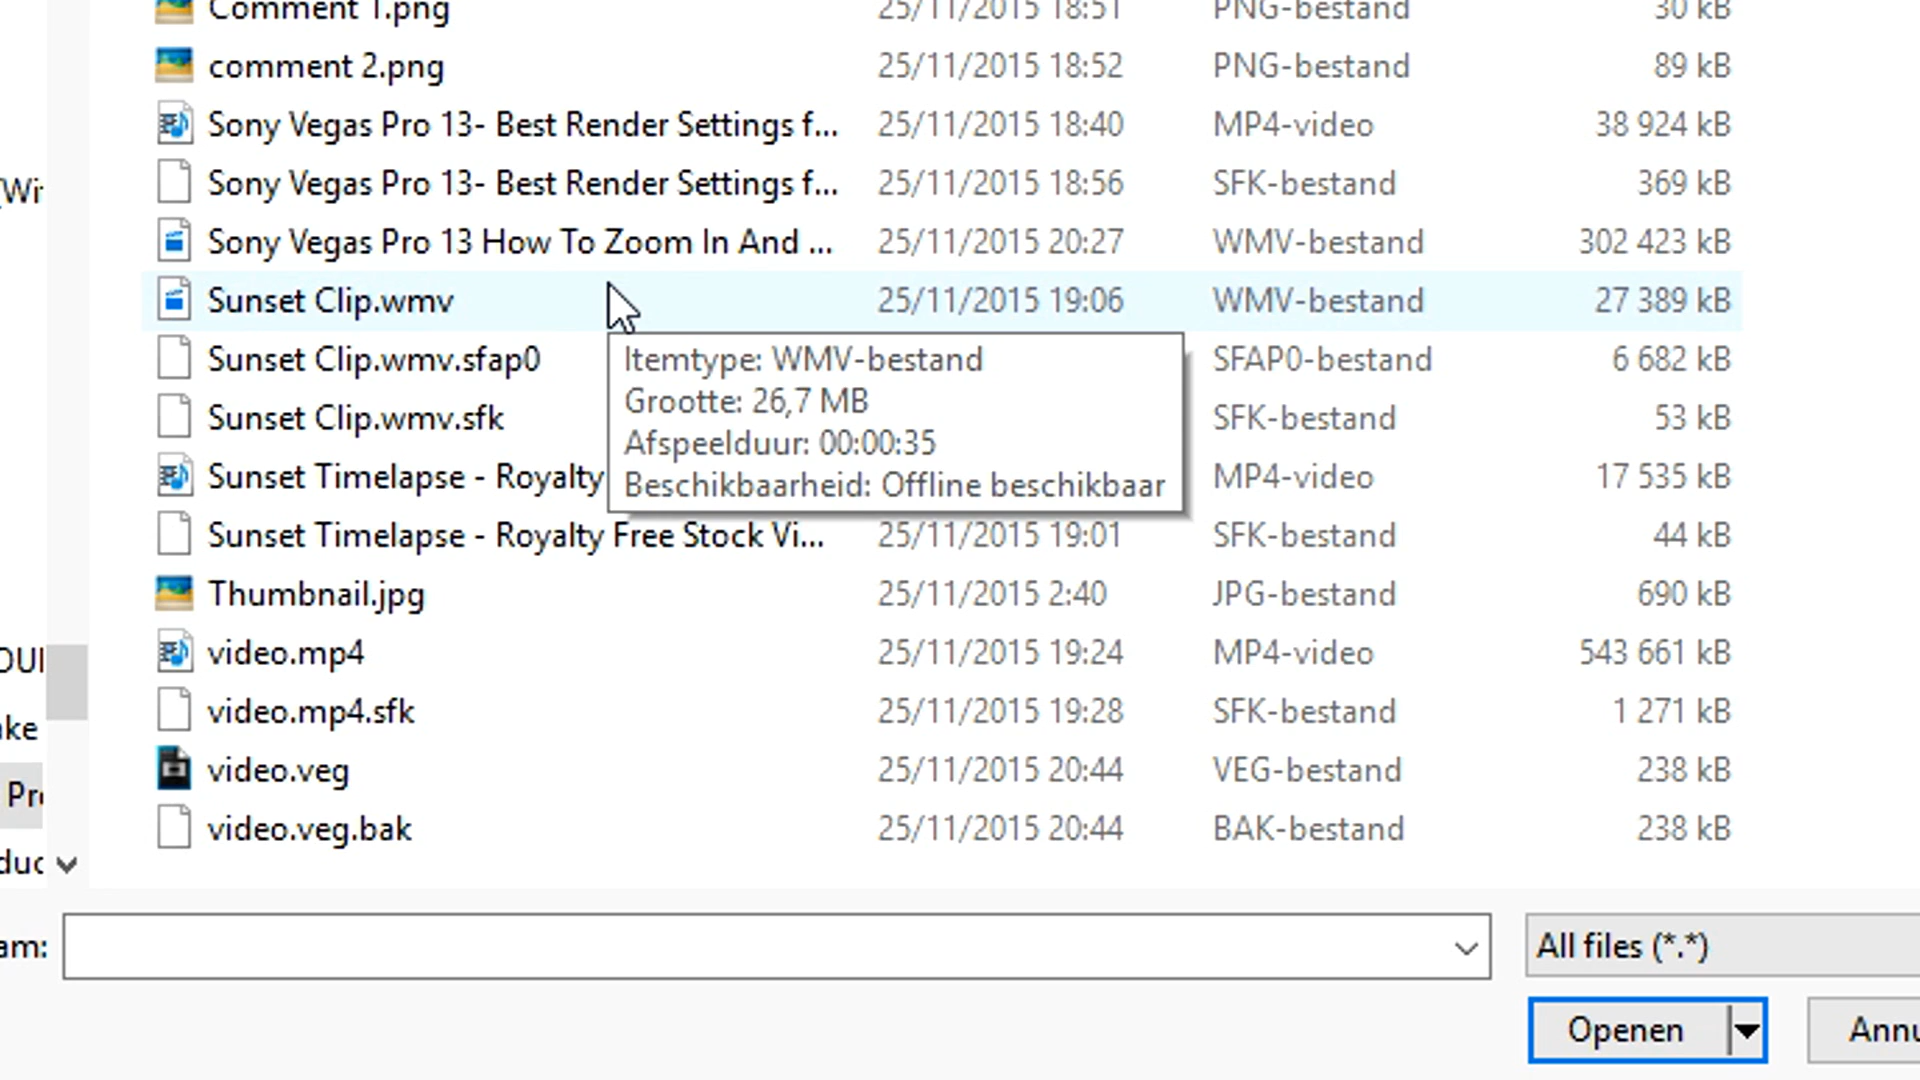 Comment 1.png 25/11/2015 18:51 PNG-bestand 30 kB
comment 2.png 25/11/2015 18:52 PNG-bestand 89 kB
Sony Vegas Pro 13- Best Render Settings f... 25/11/2015 18:40 MP4-video 38 924 kB
Sony Vegas Pro 13- Best Render Settings f... 25/11/2015 18:56 SFK-bestand 369 kB
Sony Vegas Pro 13 How To Zoom In And ... 25/11/2015 20:27 WMV-bestand 302 423 kB
Sunset Clip.wmv 25/11/2015 19:06 WMV-bestand 27 389 kB
Sunset Clip.wmv.sfap0 SFAP0-bestand 6 682 kB
Sunset Clip.wmv.sfk SFK-bestand 53 kB
Sunset Timelapse - Royalty MP4-video 17 535 kB
Itemtype: WMV-bestand
Grootte: 26,7 MB
Afspeelduur: 00:00:35
Beschikbaarheid: Offline beschikbaar
Sunset Timelapse - Royalty Free Stock Vi... 25/11/2015 19:01 SFK-bestand 44 kB
Thumbnail.jpg 25/11/2015 2:40 JPG-bestand 690 kB
video.mp4 25/11/2015 19:24 MP4-video 543 661 kB
video.mp4.sfk 25/11/2015 19:28 SFK-bestand 1 271 kB
video.veg 25/11/2015 20:44 VEG-bestand 238 kB
video.veg.bak 25/11/2015 20:44 BAK-bestand 238 kB
All files (*.*)
Openen